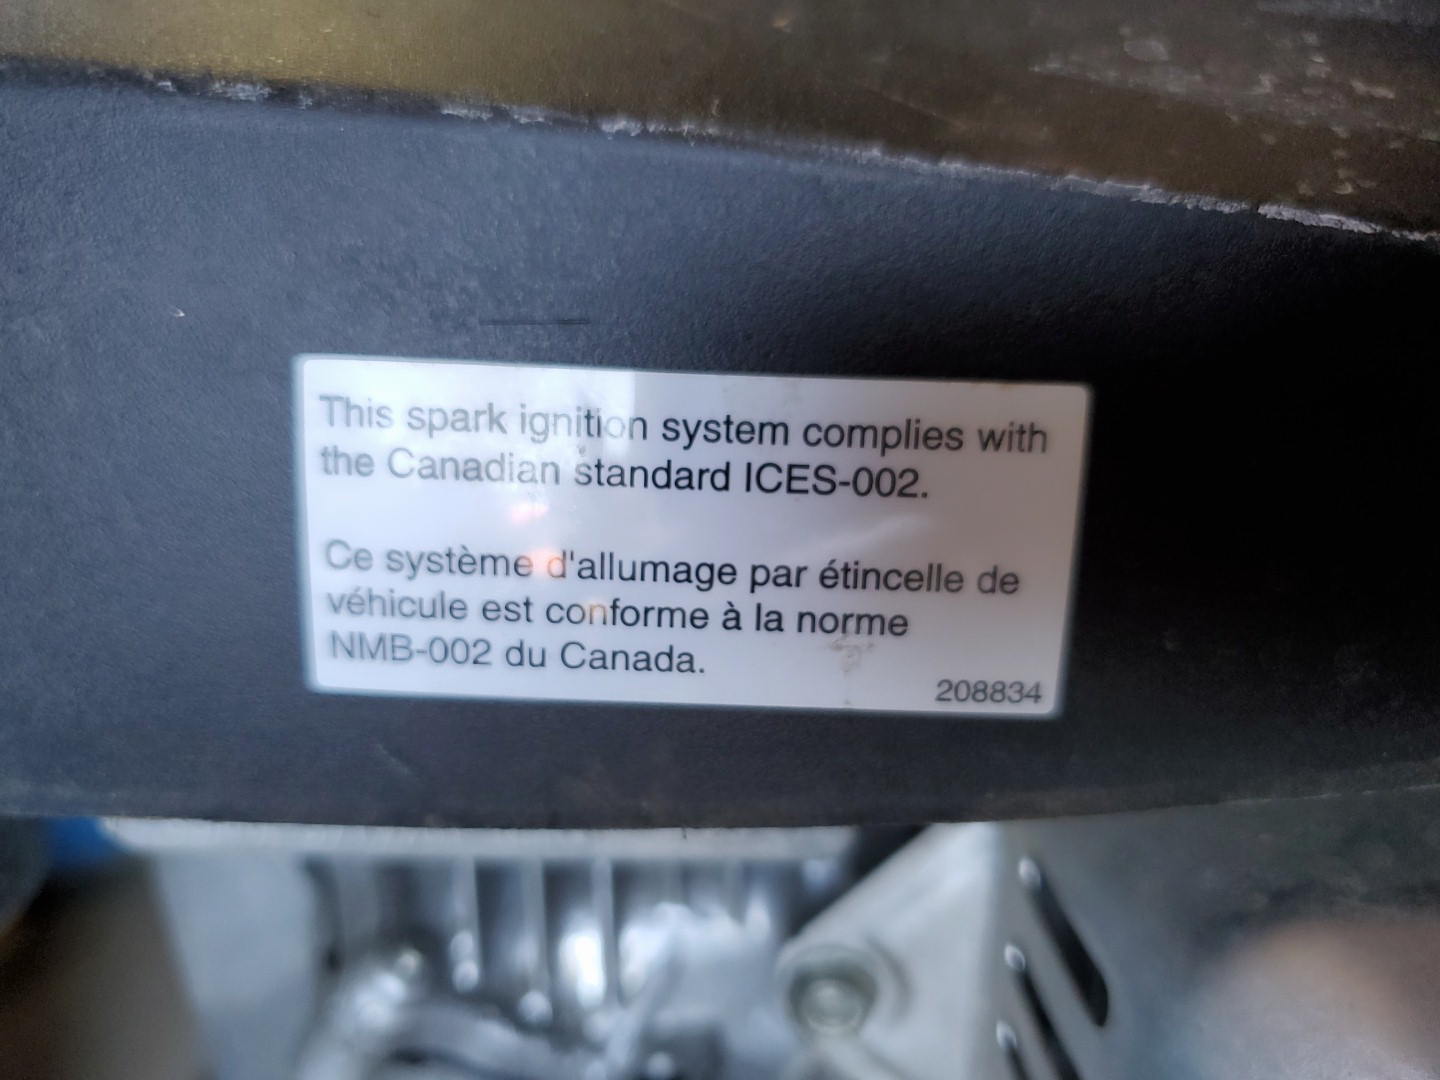 This spark ignition system complies with
the Canadian standard ICES-002.
Ce système d'allumage par étincelle de
véhicule est conforme à la norme
NMB-002 du Canada.
208834